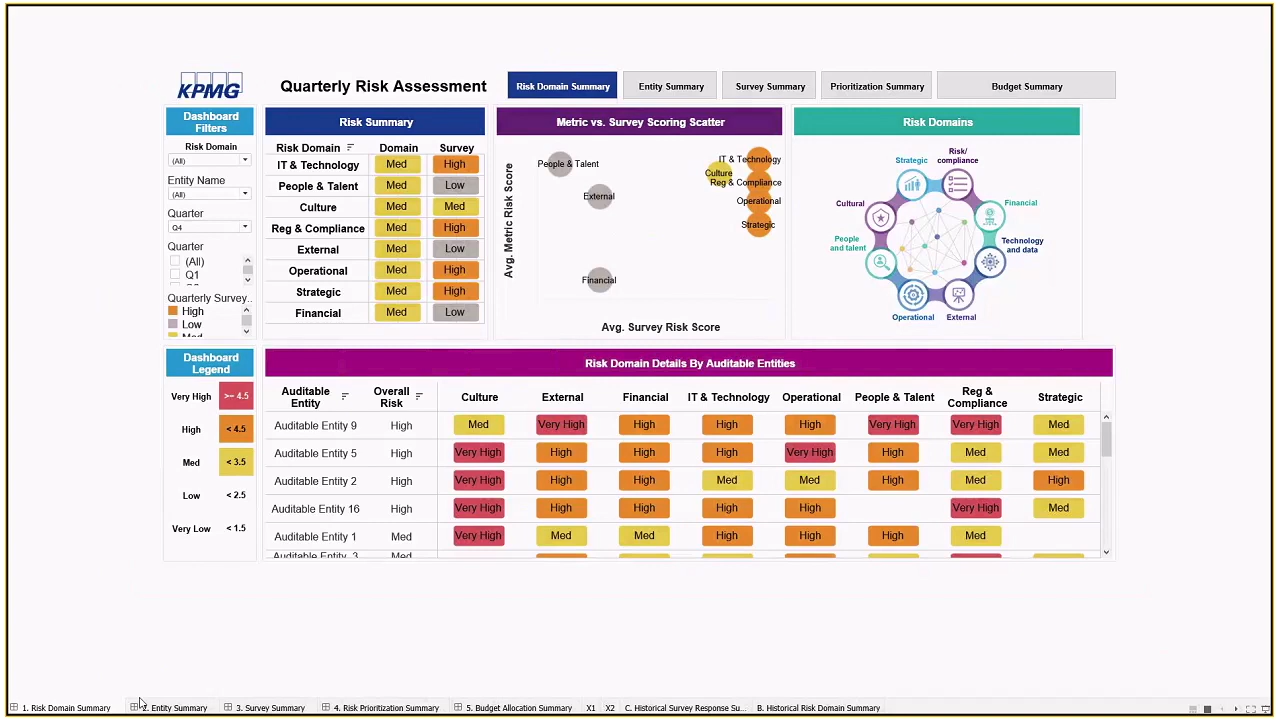 KPMG
Quarterly Risk Assessment
Risk Domain Summary
Entity Summary
Survey Summary
Prioritization Summary
Budget Summary
Dashboard
Filters
Risk Domain
(All)
Entity Name
(All)
Quarter
Q4
Quarter
(All)
Q1
Quarterly Survey..
High
Low
Med
Risk Summary
Risk Domain Domain Survey
IT & Technology Med High
People & Talent Med Low
Culture Med Med
Reg & Compliance Med High
External Med Low
Operational Med High
Strategic Med High
Financial Med Low
Metric vs. Survey Scoring Scatter
Avg. Metric Risk Score
People & Talent
IT & Technology
Culture
Reg & Compliance
External
Operational
Strategic
Financial
Avg. Survey Risk Score
Risk Domains
Strategic
Risk/
compliance
Cultural
Financial
People
and talent
Technology
and data
Operational
External
Dashboard
Legend
Very High >= 4.5
High < 4.5
Med < 3.5
Low < 2.5
Very Low < 1.5
Risk Domain Details By Auditable Entities
Auditable
Entity
Overall
Risk
Culture
External
Financial
IT & Technology
Operational
People & Talent
Reg &
Compliance
Strategic
Auditable Entity 9 High Med Very High High High High Very High Very High Med
Auditable Entity 5 High Very High High High High Very High High Med Med
Auditable Entity 2 High Very High High High Med Med High Med High
Auditable Entity 16 High Very High High High High High Very High Med
Auditable Entity 1 Med Very High Med Med High High High Med
Auditable Entity 3 Med
1. Risk Domain Summary
2. Entity Summary
3. Survey Summary
4. Risk Prioritization Summary
5. Budget Allocation Summary
X1
X2
C. Historical Survey Response Su...
B. Historical Risk Domain Summary